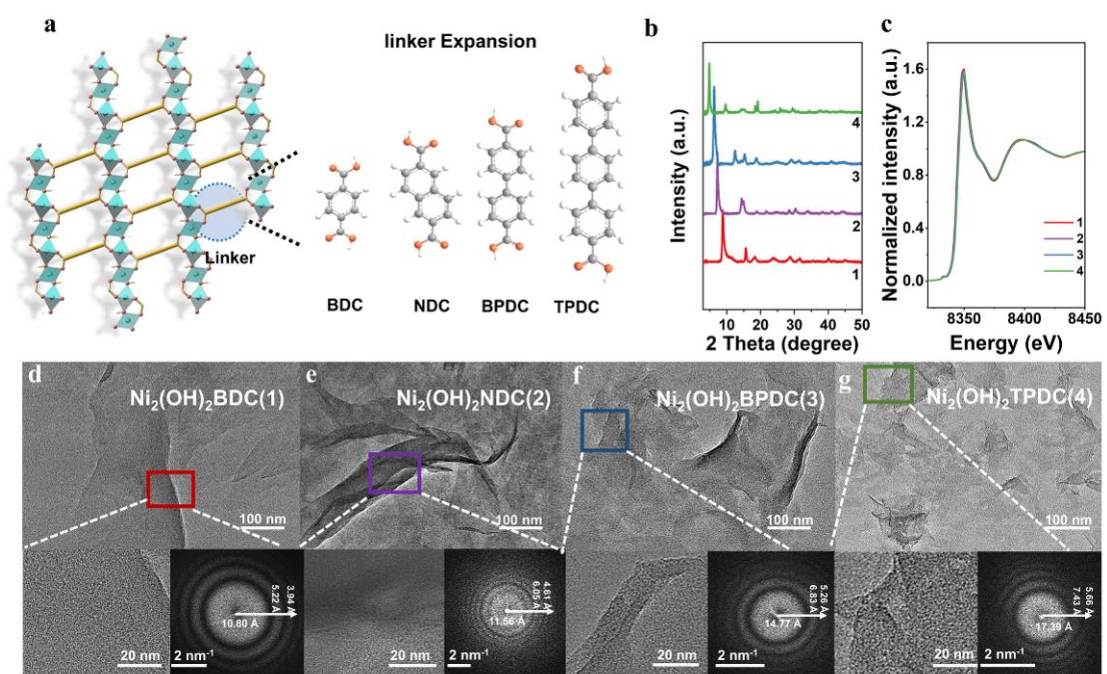 a
linker Expansion
Linker
BDC
NDC
BPDC
TPDC
b
Intensity (a.u.)
4
3
2
1
10 20 30 40 50
2 Theta (degree)
c
Normalized intensity (a.u.)
1.6
1.2
0.8
0.4
0.0
1
2
3
4
8350 8400 8450
Energy (eV)
d
Ni₂(OH)₂BDC(1)
100 nm
e
Ni₂(OH)₂NDC(2)
100 nm
f
Ni₂(OH)₂BPDC(3)
100 nm
g
Ni₂(OH)₂TPDC(4)
100 nm
20 nm
3.94 Å
5.22 Å
10.80 Å
2 nm⁻¹
20 nm
4.61 Å
6.05 Å
11.56 Å
2 nm⁻¹
20 nm
5.26 Å
6.83 Å
14.77 Å
2 nm⁻¹
20 nm
5.66 Å
7.43 Å
17.39 Å
2 nm⁻¹